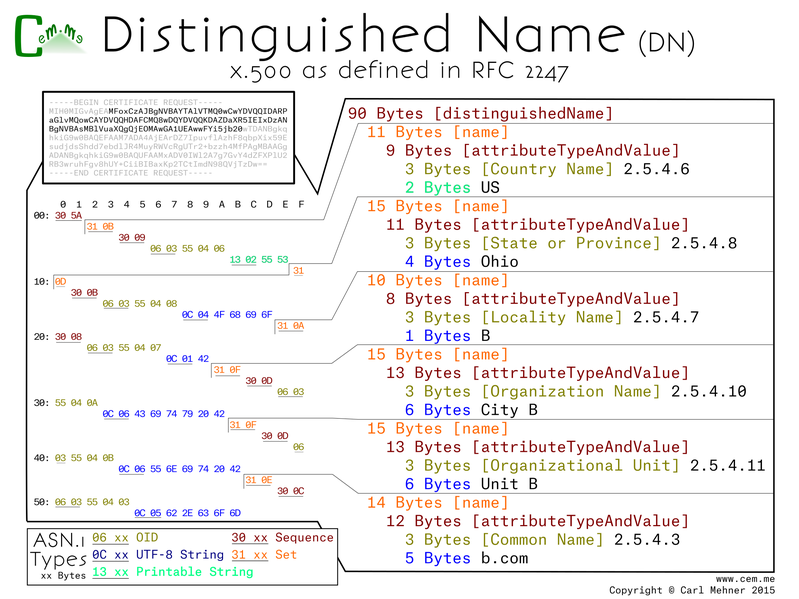 Cem.me
Distinguished Name (DN)
x.500 as defined in RFC 2247
-----BEGIN CERTIFICATE REQUEST-----
MIH0MIGvAgEAMFoxCzAJBgNVBAYTAlVTMQ0wCwYDVQQIDARP
aGlvMQowCAYDVQQHDAFCMQ8wDQYDVQQKDAZDaXR5IEIxDzAN
BgNVBAsMBlVuaXQgQjEOMAwGA1UEAwwFYi5jb20wTDANBgkq
-----END CERTIFICATE REQUEST-----
0 1 2 3 4 5 6 7 8 9 A B C D E F
00: 30 5A
31 0B
30 09
06 03 55 04 06
13 02 55 53
31
10: 0D
30 0B
06 03 55 04 08
0C 04 4F 68 69 6F
31 0A
20: 30 08
06 03 55 04 07
0C 01 42
31 0F
30 0D
06 03
30: 55 04 0A
0C 06 43 69 74 79 20 42
31 0F
30 0D
06
40: 03 55 04 0B
0C 06 55 6E 69 74 20 42
31 0E
30 0C
50: 06 03 55 04 03
0C 05 62 2E 63 6F 6D
90 Bytes [distinguishedName]
11 Bytes [name]
9 Bytes [attributeTypeAndValue]
3 Bytes [Country Name] 2.5.4.6
2 Bytes US
15 Bytes [name]
11 Bytes [attributeTypeAndValue]
3 Bytes [State or Province] 2.5.4.8
4 Bytes Ohio
10 Bytes [name]
8 Bytes [attributeTypeAndValue]
3 Bytes [Locality Name] 2.5.4.7
1 Bytes B
15 Bytes [name]
13 Bytes [attributeTypeAndValue]
3 Bytes [Organization Name] 2.5.4.10
6 Bytes City B
15 Bytes [name]
13 Bytes [attributeTypeAndValue]
3 Bytes [Organizational Unit] 2.5.4.11
6 Bytes Unit B
14 Bytes [name]
12 Bytes [attributeTypeAndValue]
3 Bytes [Common Name] 2.5.4.3
5 Bytes b.com
ASN.1 Types
xx Bytes
06 xx OID
30 xx Sequence
0C xx UTF-8 String
31 xx Set
13 xx Printable String
www.cem.me
Copyright © Carl Mehner 2015